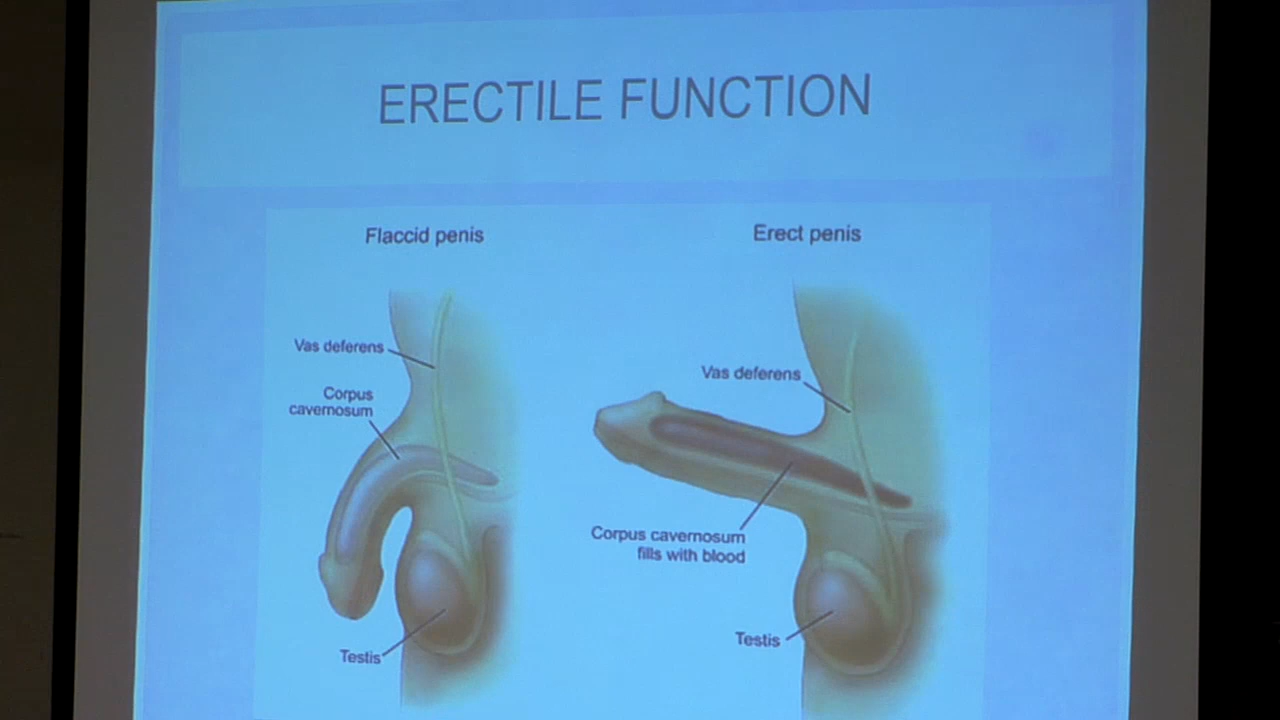 ERECTILE FUNCTION
Flaccid penis
Vas deferens
Corpus
cavernosum
Testis
Erect penis
Vas deferens
Corpus cavernosum
fills with blood
Testis